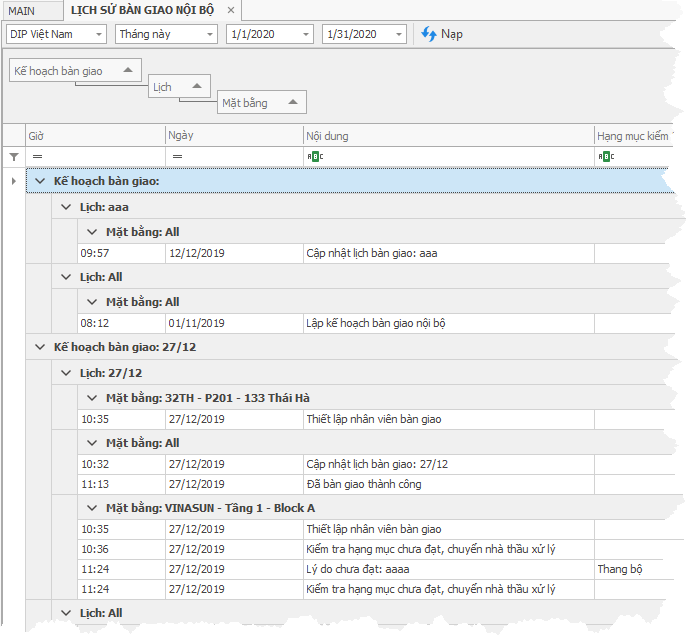 MAIN LỊCH SỬ BÀN GIAO NỘI BỘ
DIP Việt Nam Tháng này 1/1/2020 1/31/2020 Nạp
Kế hoạch bàn giao
Lịch
Mặt bằng
Giờ Ngày Nội dung Hạng mục kiểm
= = ABC ABC
Kế hoạch bàn giao:
Lịch: aaa
Mặt bằng: All
09:57 12/12/2019 Cập nhật lịch bàn giao: aaa
Lịch: All
Mặt bằng: All
08:12 01/11/2019 Lập kế hoạch bàn giao nội bộ
Kế hoạch bàn giao: 27/12
Lịch: 27/12
Mặt bằng: 32TH - P201 - 133 Thái Hà
10:35 27/12/2019 Thiết lập nhân viên bàn giao
Mặt bằng: All
10:32 27/12/2019 Cập nhật lịch bàn giao: 27/12
11:13 27/12/2019 Đã bàn giao thành công
Mặt bằng: VINASUN - Tầng 1 - Block A
10:35 27/12/2019 Thiết lập nhân viên bàn giao
10:36 27/12/2019 Kiểm tra hạng mục chưa đạt, chuyển nhà thầu xử lý
11:24 27/12/2019 Lý do chưa đạt: aaaa Thang bộ
11:24 27/12/2019 Kiểm tra hạng mục chưa đạt, chuyển nhà thầu xử lý
Lịch: All